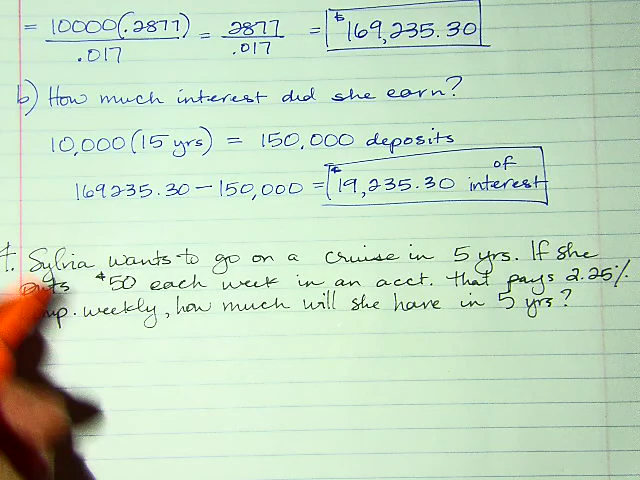 = 10000(.2877) / .017 = 2877 / .017 = $169,235.30
b) How much interest did she earn?
10,000 (15 yrs) = 150,000 deposits
169235.30 - 150,000 = $19,235.30 of interest
4. Sylvia wants to go on a cruise in 5 yrs. If she
puts $50 each week in an acct. that pays 2.25%
weekly, how much will she have in 5 yrs?